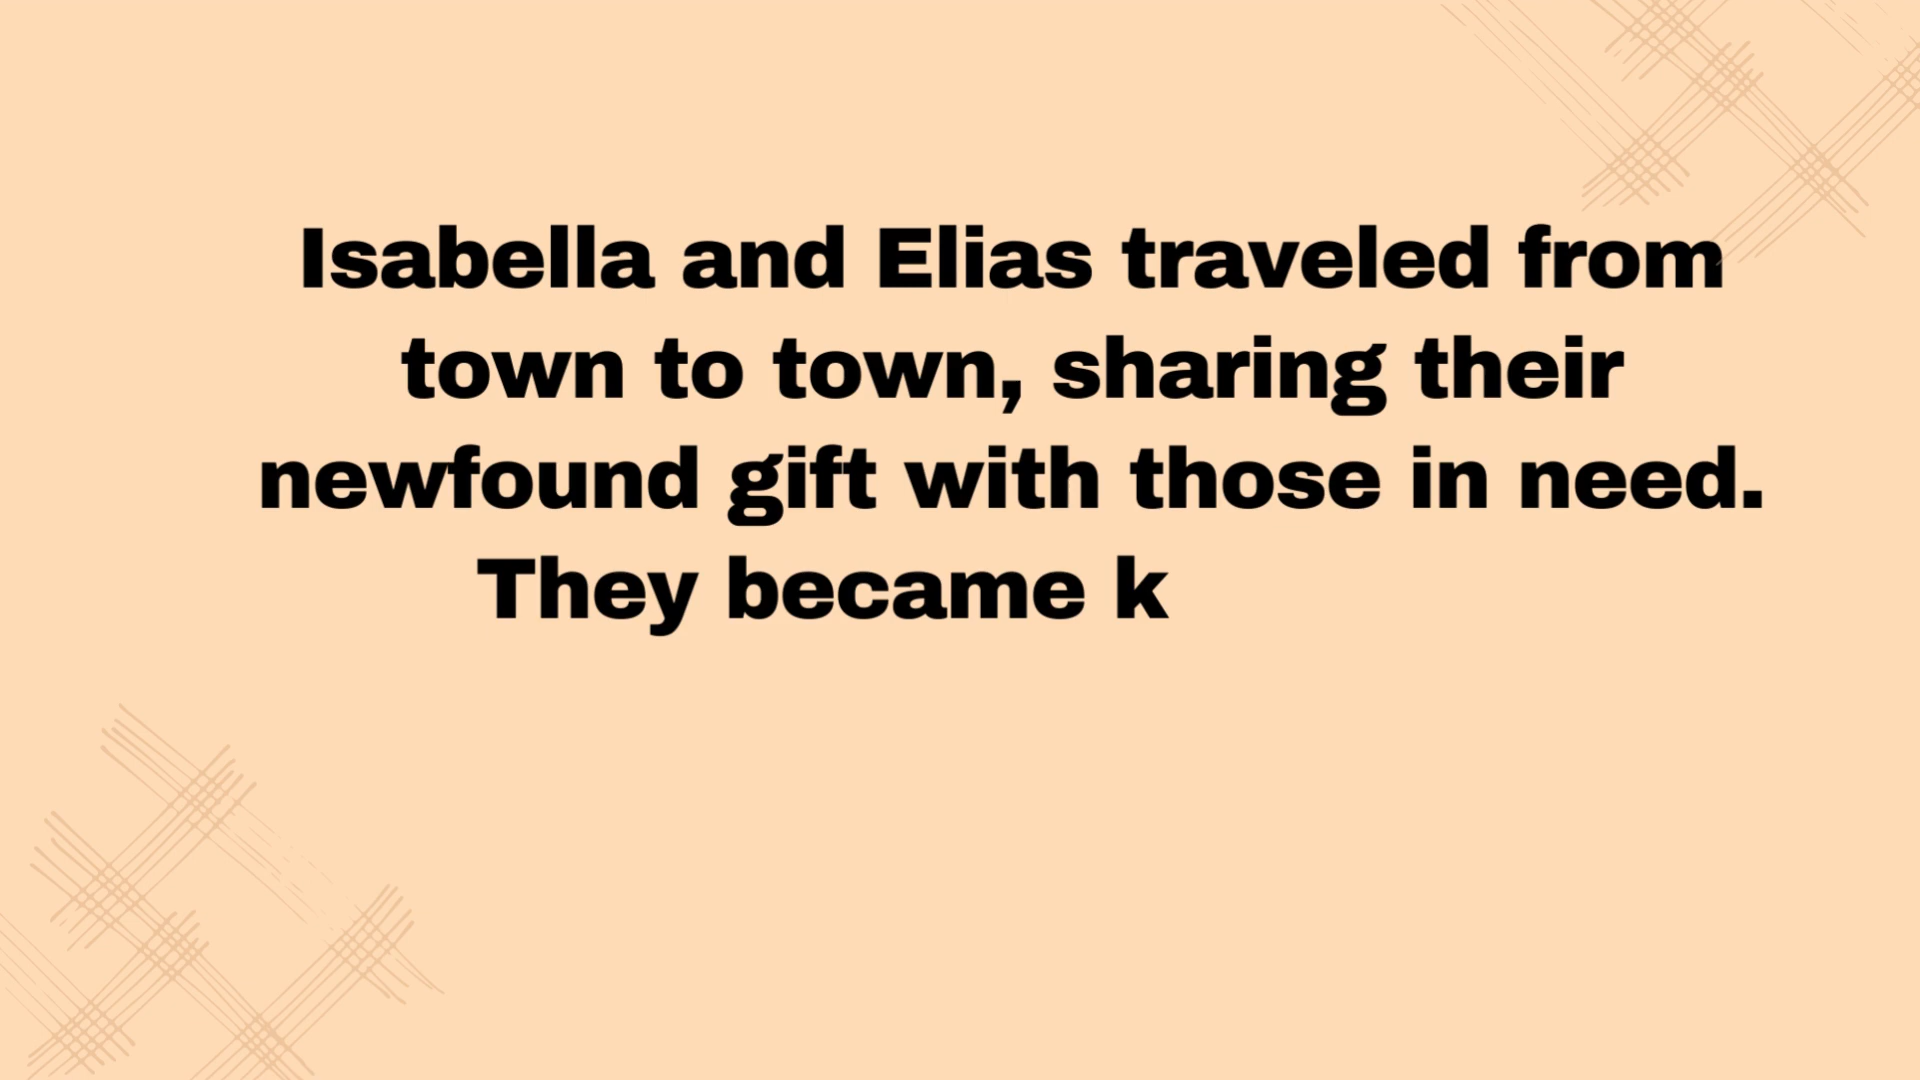 Isabella and Elias traveled from
town to town, sharing their
newfound gift with those in need.
They became k